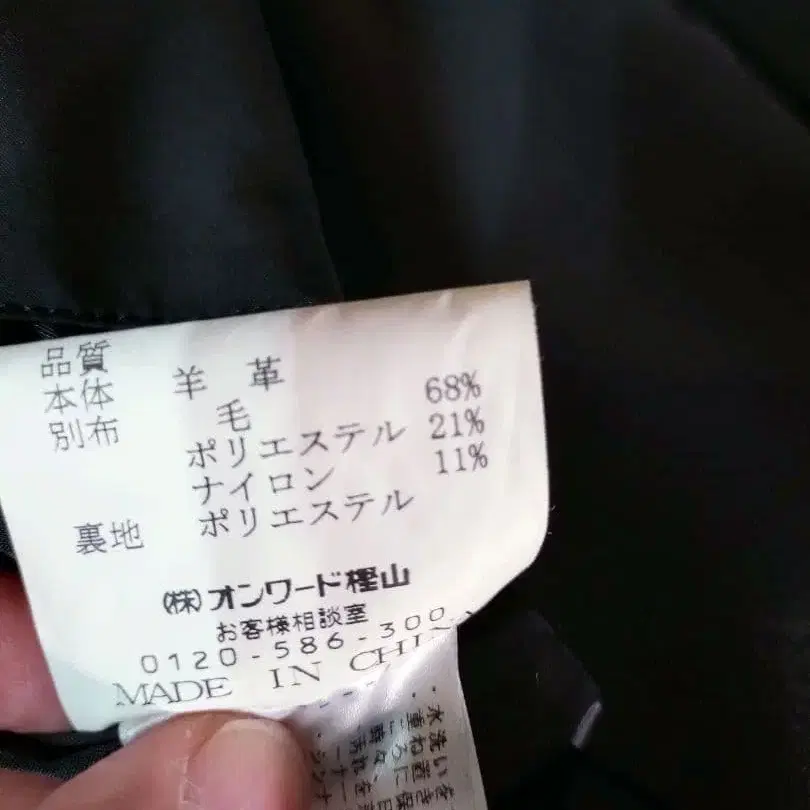 品質
本体 羊 革
別布 毛 68%
ポリエステル 21%
ナイロン 11%
裏地 ポリエステル
(株)オンワード樫山
お客様相談室
0120-586-300
MADE IN CHI